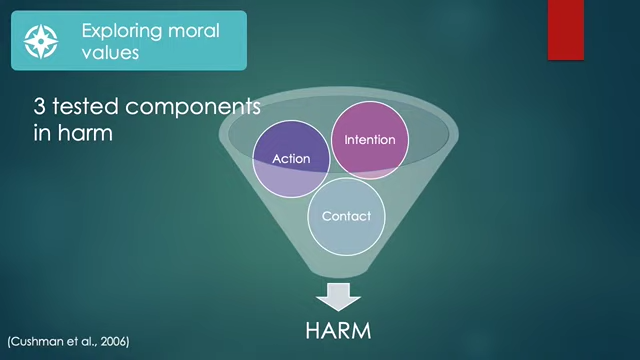 Exploring moral
values
3 tested components
in harm
Intention
Action
Contact
HARM
(Cushman et al., 2006)